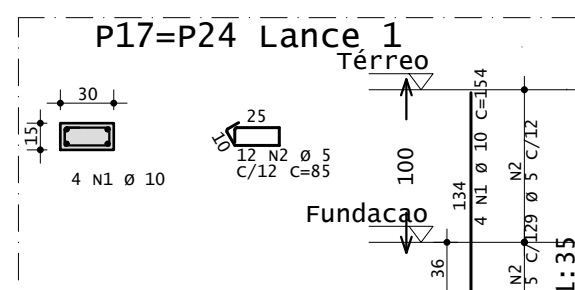 P17=P24 Lance 1
Térreo
30
15
4 N1 Ø 10
25
10
12 N2 Ø 5
C/12 C=85
100
Fundacao
134
4 N1 Ø 10 C=154
N2
9 Ø 5 C/12
36
N2
5 C/12
L:35